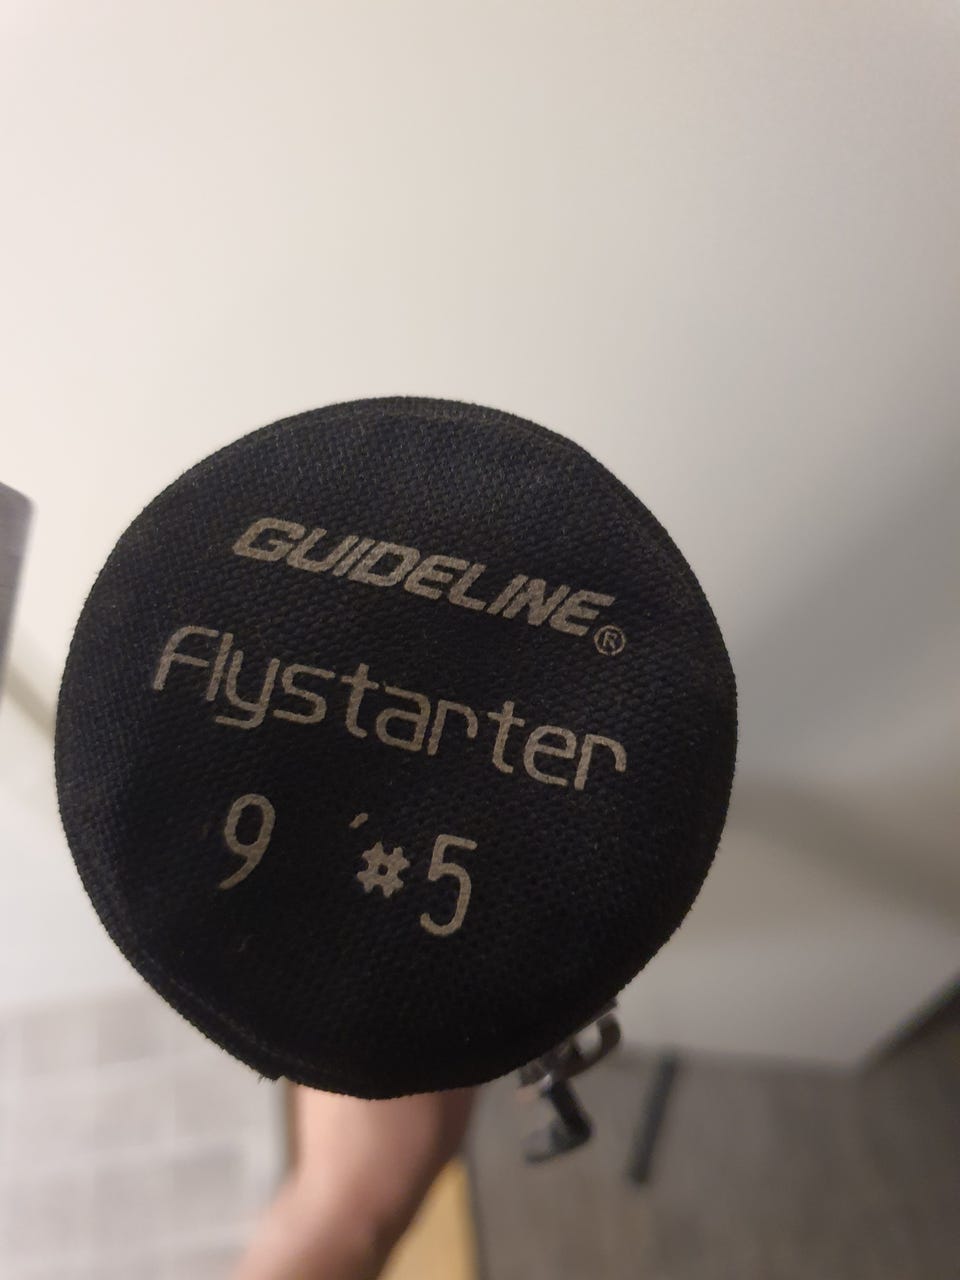 GUIDELINE®
Flystarter
9 ' #5